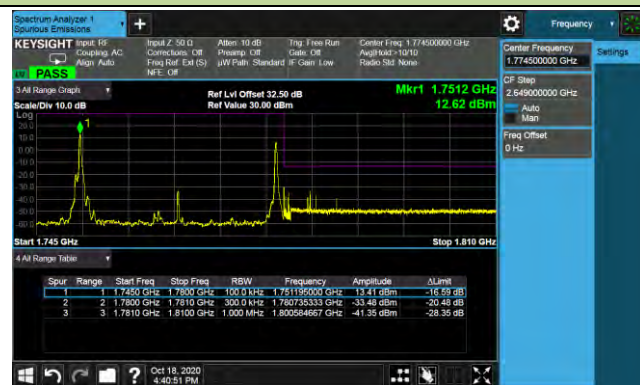 Spectrum Analyzer 1
Spurious Emissions
Frequency
KEYSIGHT
Input: RF
Coupling: AC
Align: Auto
Input Z: 50 Ω
Corrections: Off
Freq Ref: Ext (S)
NFE: Off
Atten: 10 dB
Preamp: Off
µW Path: Standard
Trig: Free Run
Gate: Off
IF Gain: Low
Center Freq: 1.774500000 GHz
Avg|Hold:>10/10
Radio Std: None
PASS
Center Frequency
1.774500000 GHz
Settings
CF Step
2.649000000 GHz
Auto
Man
Freq Offset
0 Hz
3 All Range Graph
Scale/Div 10.0 dB
Ref Lvl Offset 32.50 dB
Ref Value 30.00 dBm
Mkr1 1.7512 GHz
12.62 dBm
Log
20.0
10.0
0.00
-10.0
-20.0
-30.0
-40.0
-50.0
-60.0
1
Start 1.745 GHz
Stop 1.810 GHz
4 All Range Table
Spur Range Start Freq Stop Freq RBW Frequency Amplitude ΔLimit
1 1 1.7450 GHz 1.7800 GHz 100.0 kHz 1.751195000 GHz 13.41 dBm -16.59 dB
2 2 1.7800 GHz 1.7810 GHz 300.0 kHz 1.780735333 GHz -33.48 dBm -20.48 dB
3 3 1.7810 GHz 1.8100 GHz 1.000 MHz 1.800584667 GHz -41.35 dBm -28.35 dB
Oct 18, 2020
4:40:51 PM